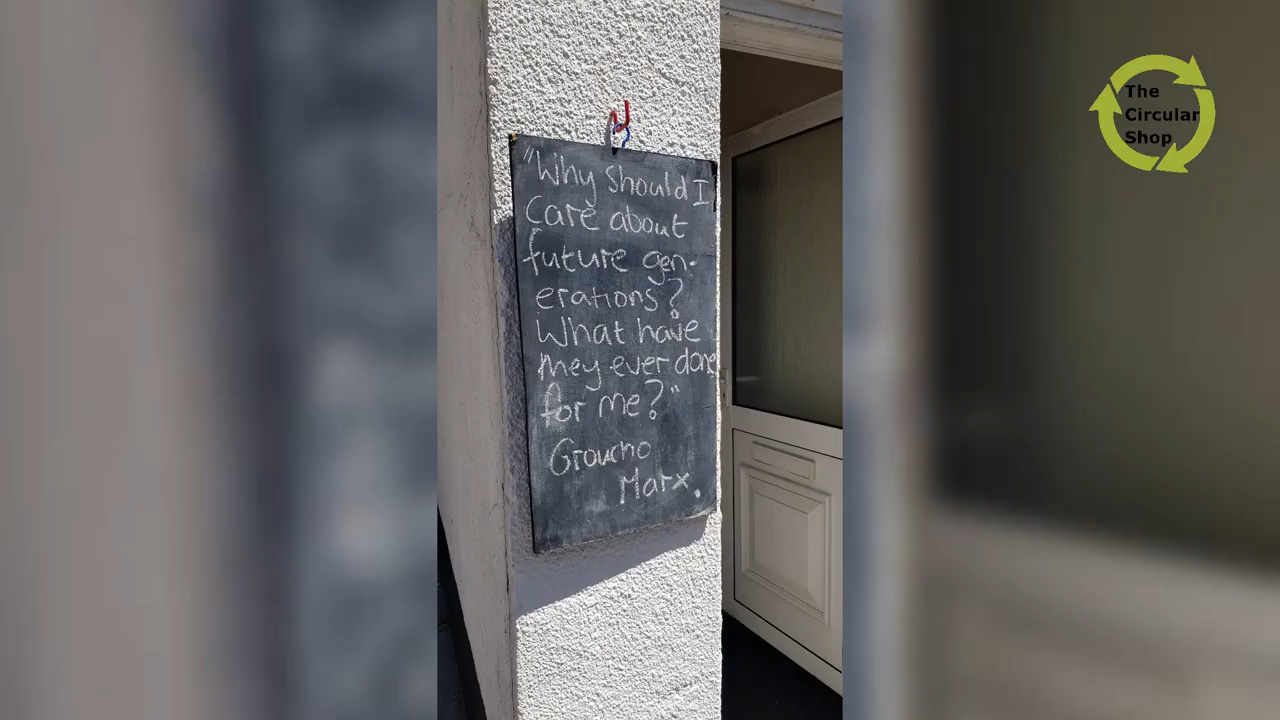 "Why should I
care about
future gen-
erations?
What have
they ever done
for me?"
Groucho
Marx.
The
Circular
Shop